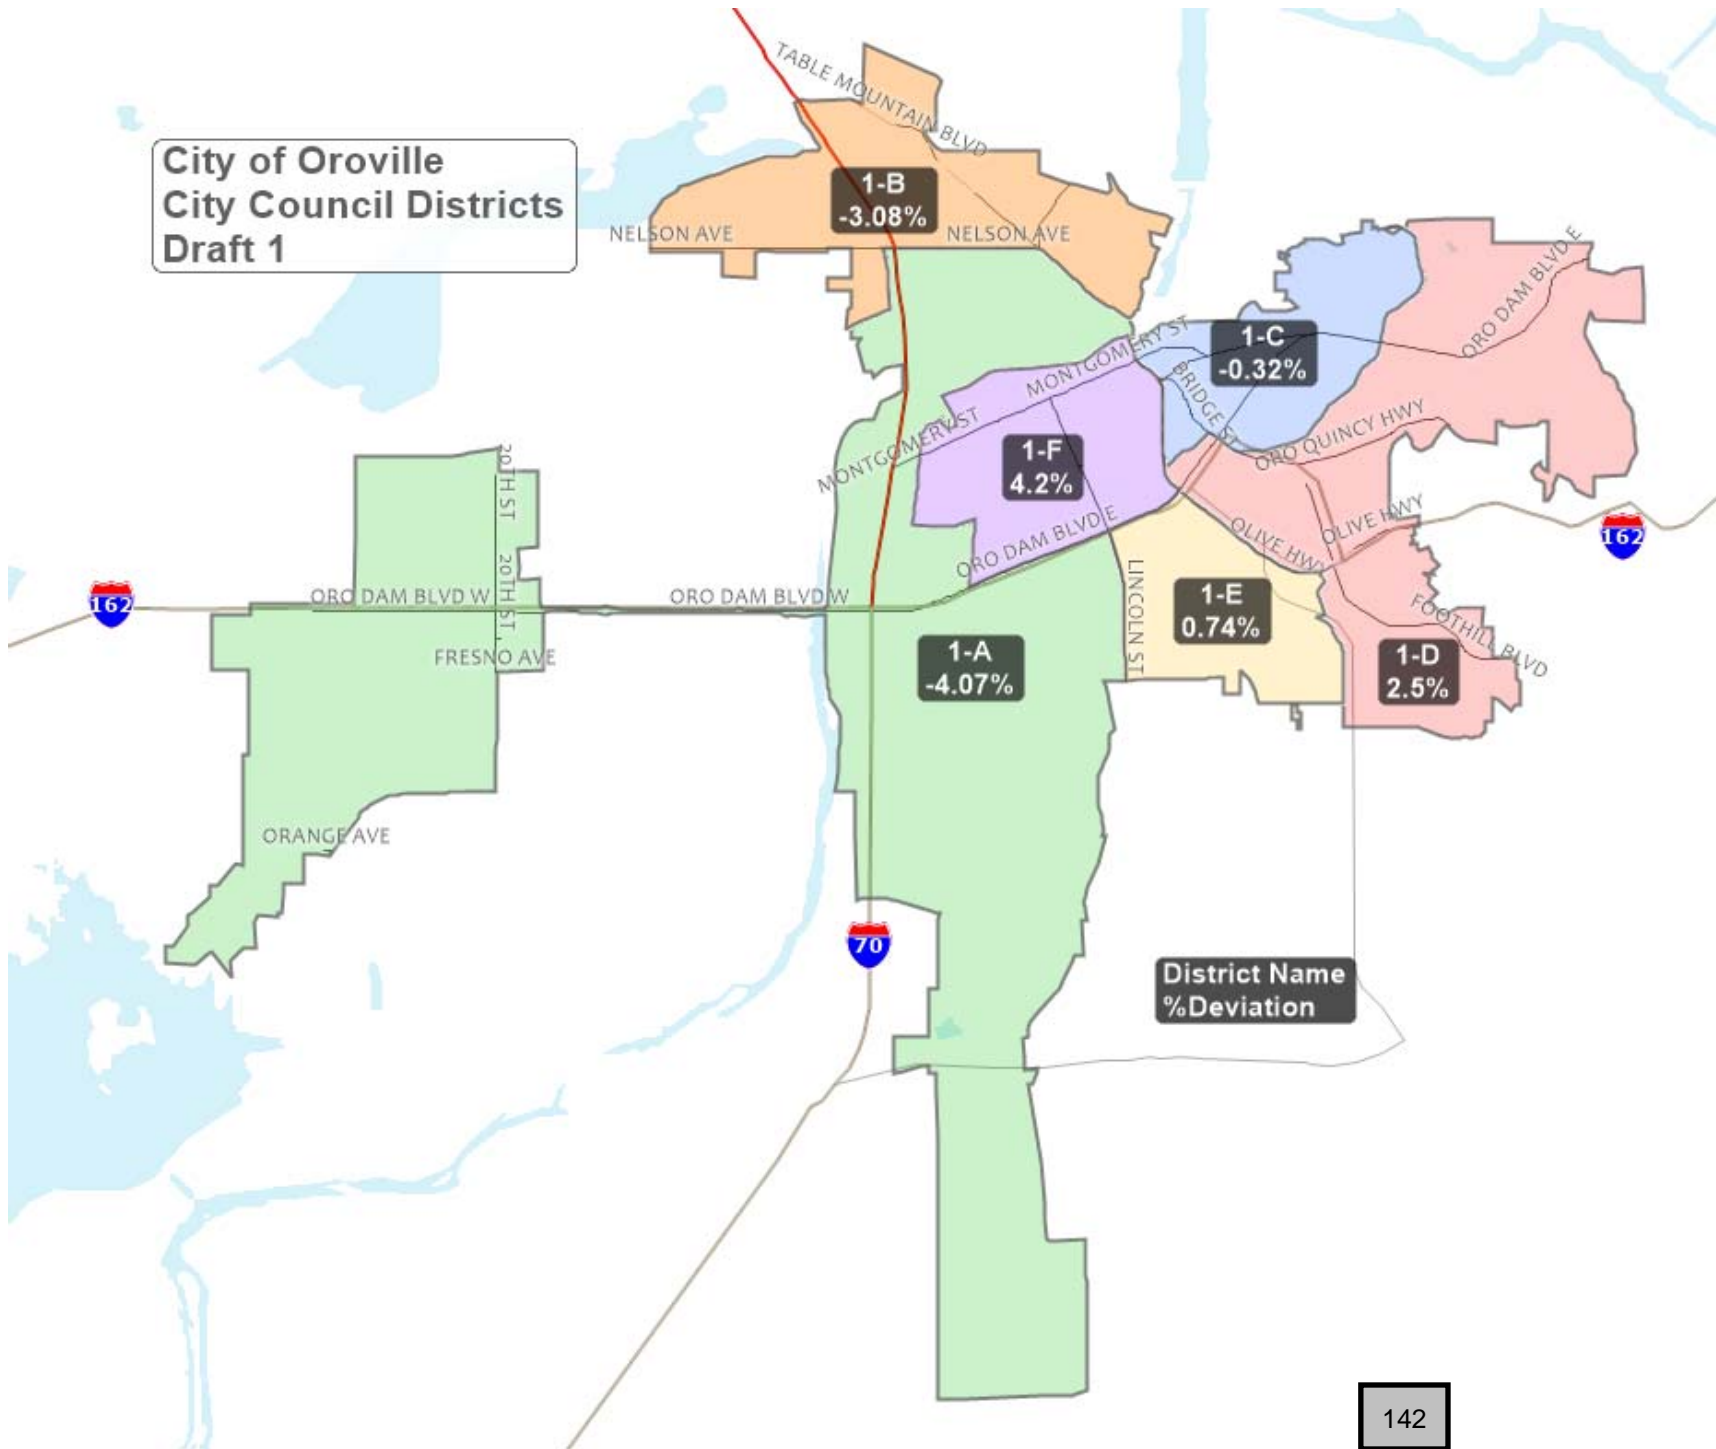 City of Oroville
City Council Districts
Draft 1
TABLE MOUNTAIN BLVD
1-B
-3.08%
NELSON AVE
NELSON AVE
ORO DAM BLVD E
MONTGOMERY ST
1-C
-0.32%
BRIDGE ST
MONTGOMERY ST
ORO QUINCY HWY
1-F
4.2%
20TH ST
OLIVE HWY
OLIVE HWY
162
ORO DAM BLVD E
20TH ST
162
ORO DAM BLVD W
ORO DAM BLVD W
LINCOLN ST
1-E
0.74%
FOOTHILL BLVD
FRESNO AVE
1-A
-4.07%
1-D
2.5%
ORANGE AVE
70
District Name
%Deviation
142